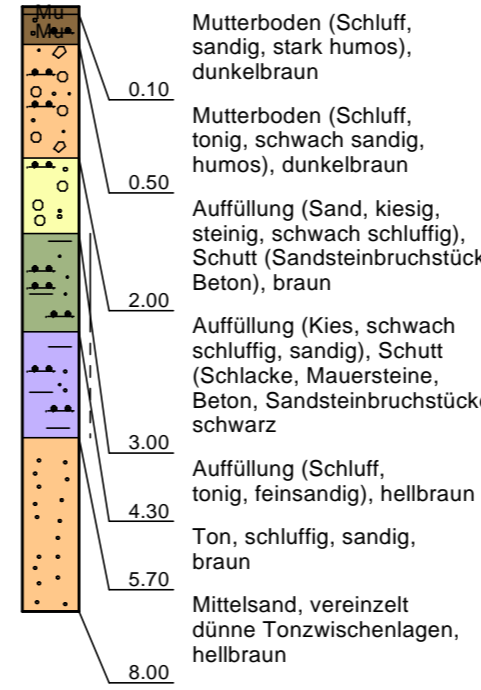 Mu
Mu
Mutterboden (Schluff,
sandig, stark humos),
dunkelbraun
0.10
Mutterboden (Schluff,
tonig, schwach sandig,
humos), dunkelbraun
0.50
Auffüllung (Sand, kiesig,
steinig, schwach schluffig),
Schutt (Sandsteinbruchstück
Beton), braun
2.00
Auffüllung (Kies, schwach
schluffig, sandig), Schutt
(Schlacke, Mauersteine,
Beton, Sandsteinbruchstücke
schwarz
3.00
Auffüllung (Schluff,
tonig, feinsandig), hellbraun
4.30
Ton, schluffig, sandig,
braun
5.70
Mittelsand, vereinzelt
dünne Tonzwischenlagen,
hellbraun
8.00